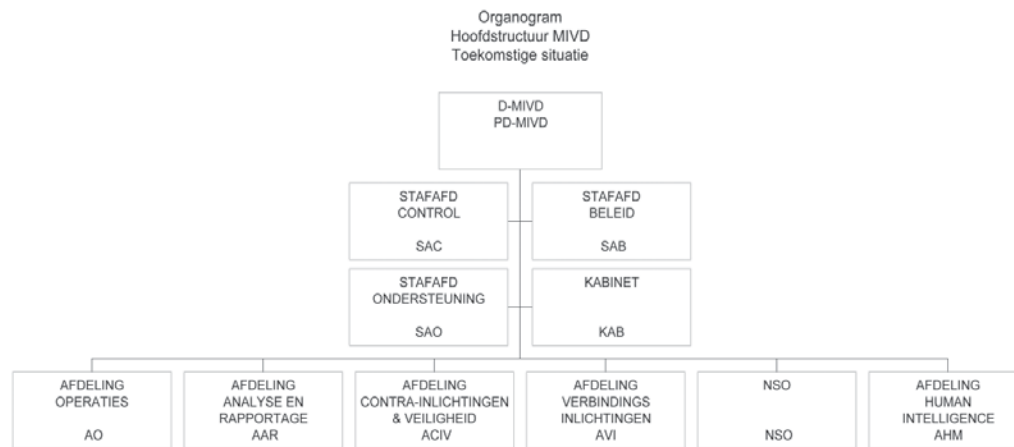 Organogram
Hoofdstructuur MIVD
Toekomstige situatie
D-MIVD
PD-MIVD
STAFAFD
CONTROL
SAC
STAFAFD
BELEID
SAB
STAFAFD
ONDERSTEUNING
SAO
KABINET
KAB
AFDELING
OPERATIES
AO
AFDELING
ANALYSE EN
RAPPORTAGE
AAR
AFDELING
CONTRA-INLICHTINGEN
& VEILIGHEID
ACIV
AFDELING
VERBINDINGS
INLICHTINGEN
AVI
NSO
NSO
AFDELING
HUMAN
INTELLIGENCE
AHM